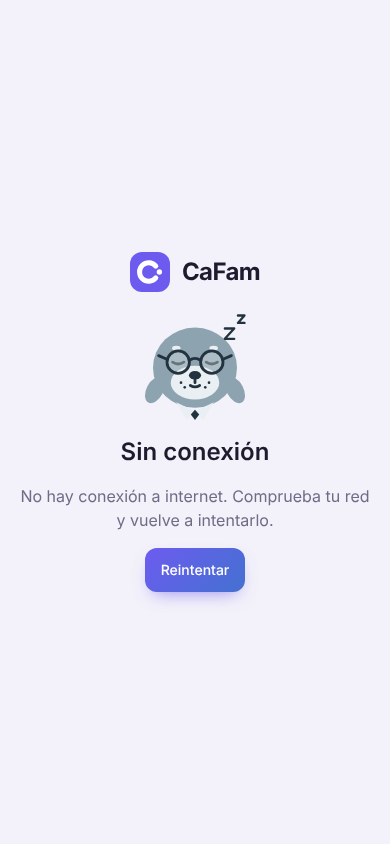 CaFam
z
z
Sin conexión
No hay conexión a internet. Comprueba tu red
y vuelve a intentarlo.
Reintentar